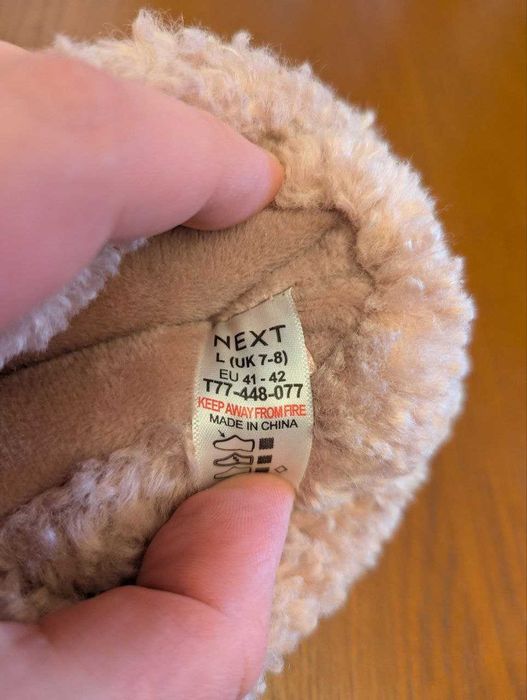 NEXT
L (UK 7-8)
EU 41 - 42
T77-448-077
KEEP AWAY FROM FIRE
MADE IN CHINA